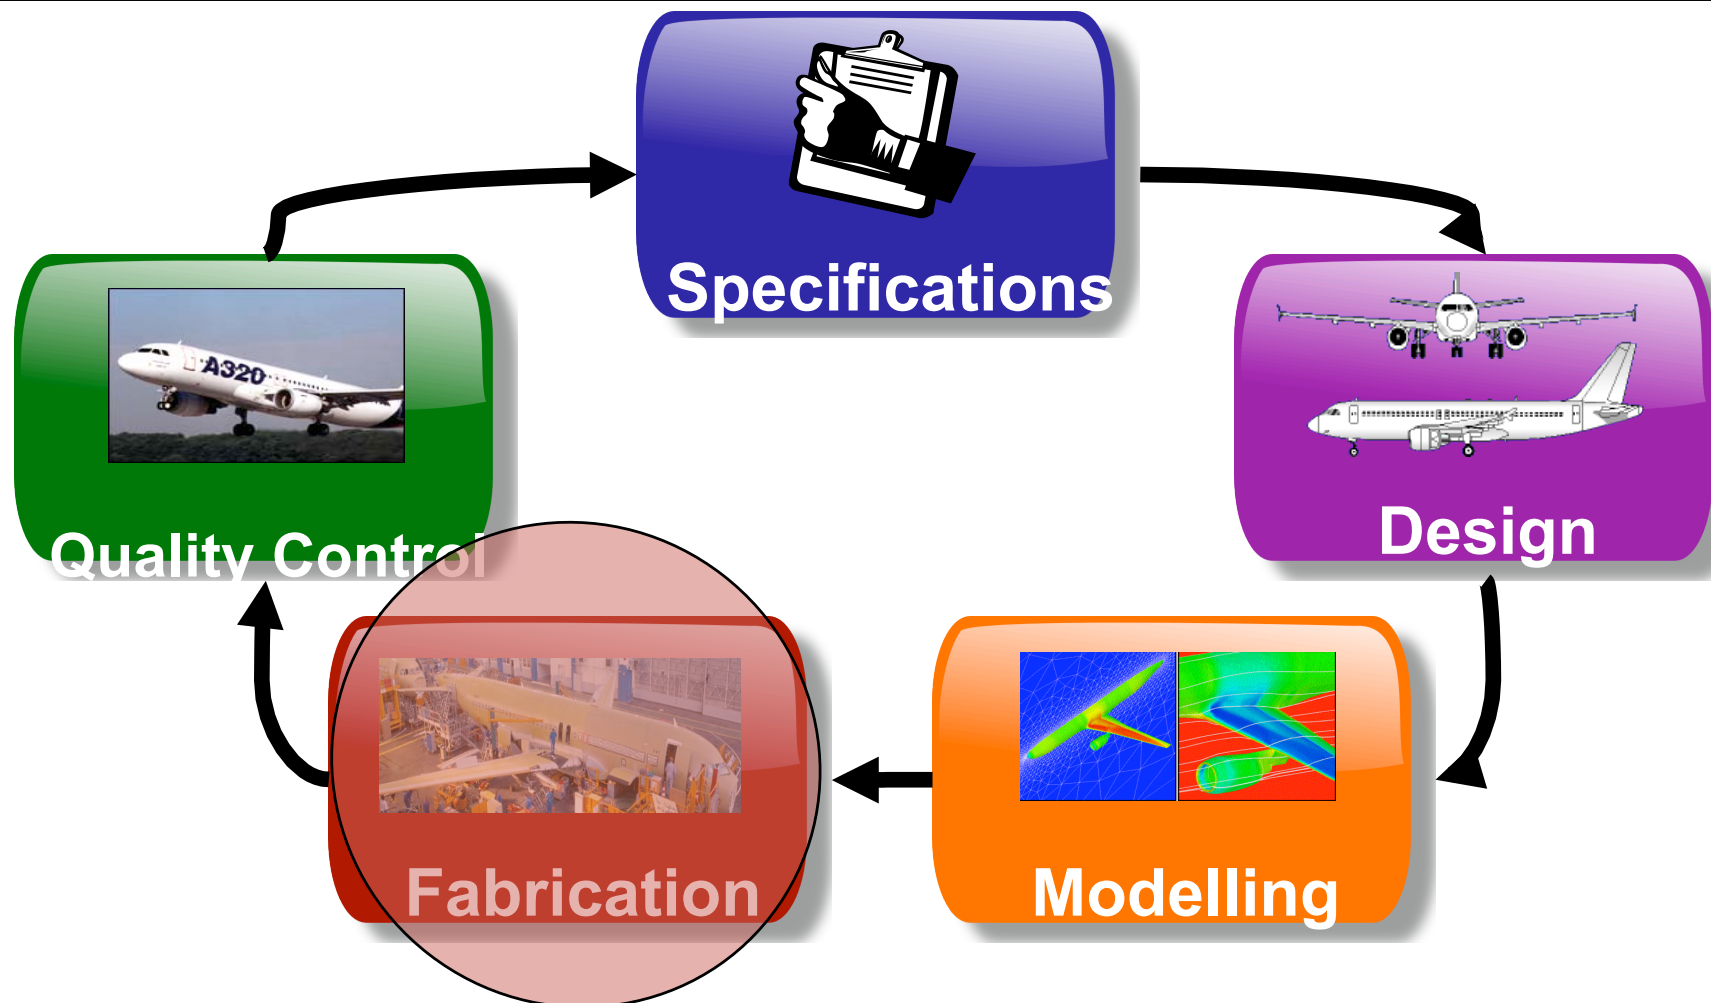 Specifications
A320
Design
Quality Control
Fabrication
Modelling